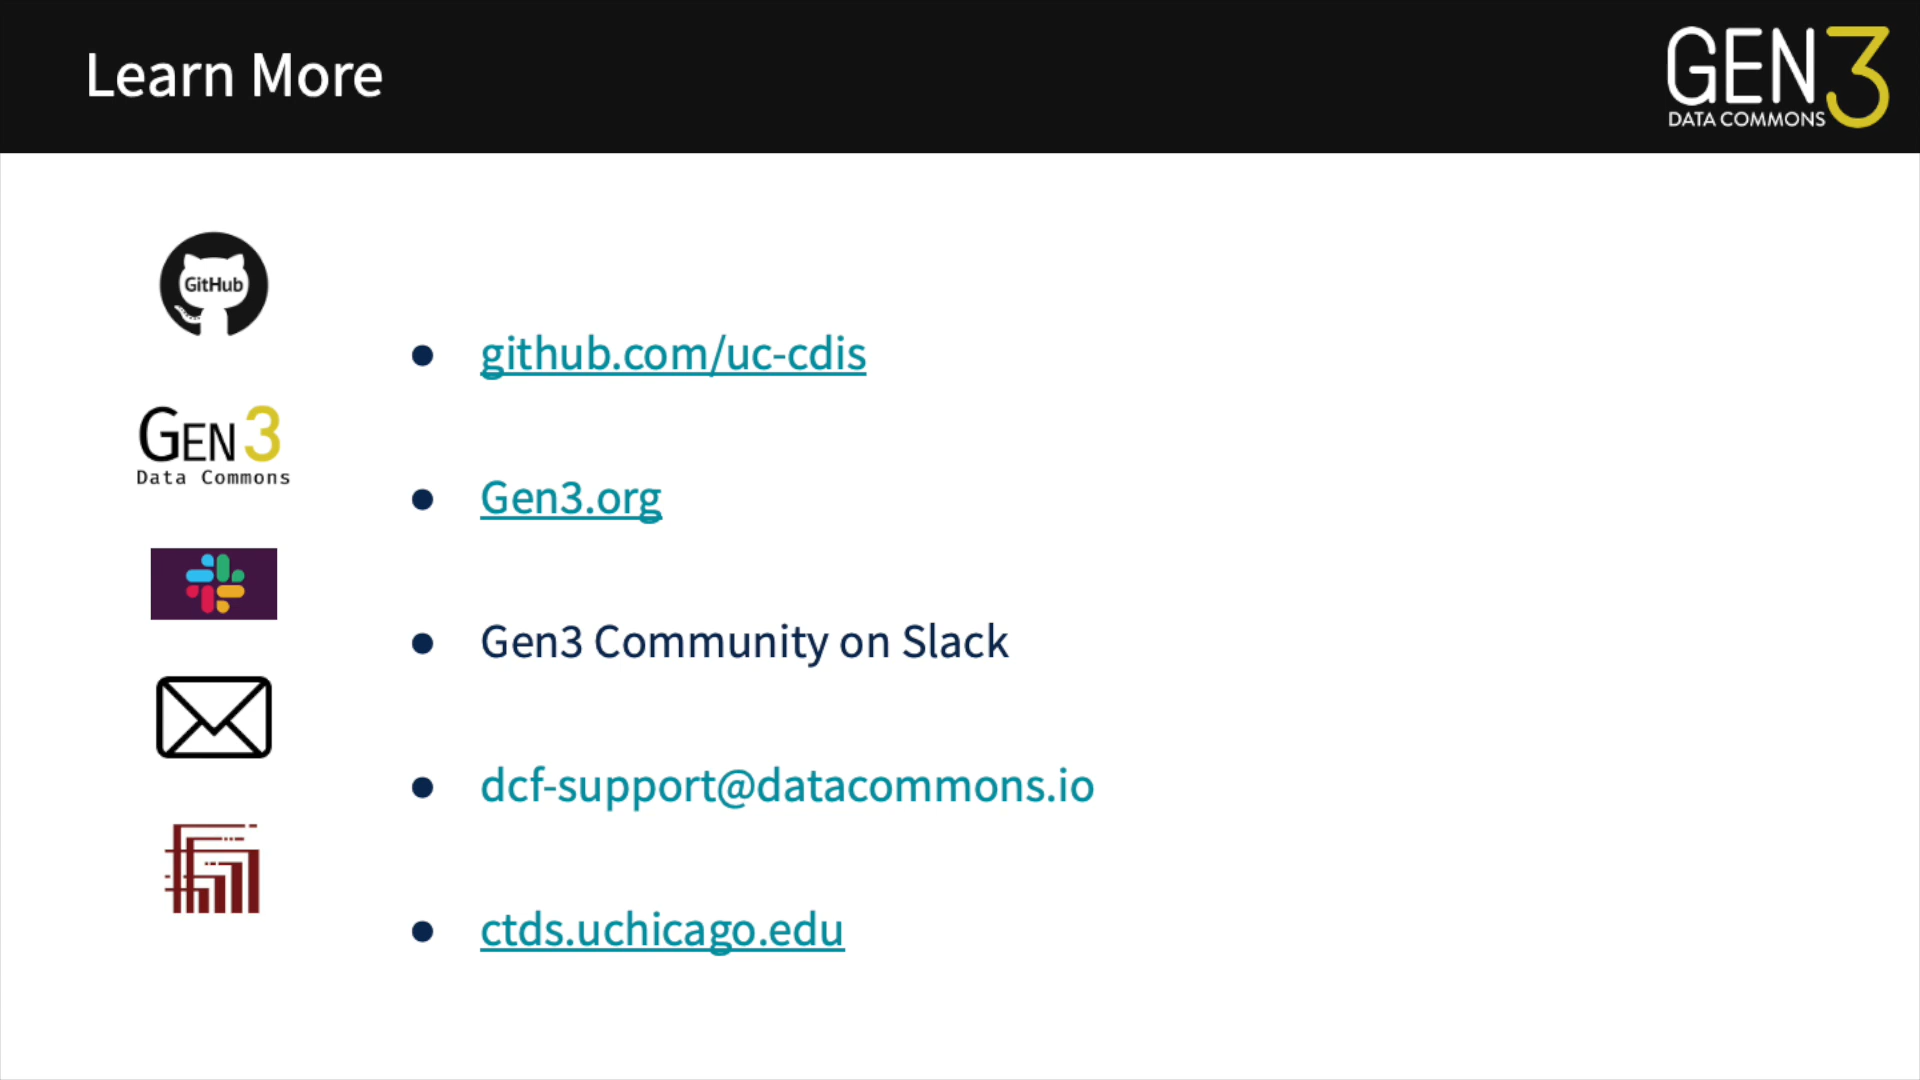 Learn More
GEN3
DATA COMMONS
GitHub
github.com/uc-cdis
GEN3
Data Commons
Gen3.org
Gen3 Community on Slack
dcf-support@datacommons.io
ctds.uchicago.edu